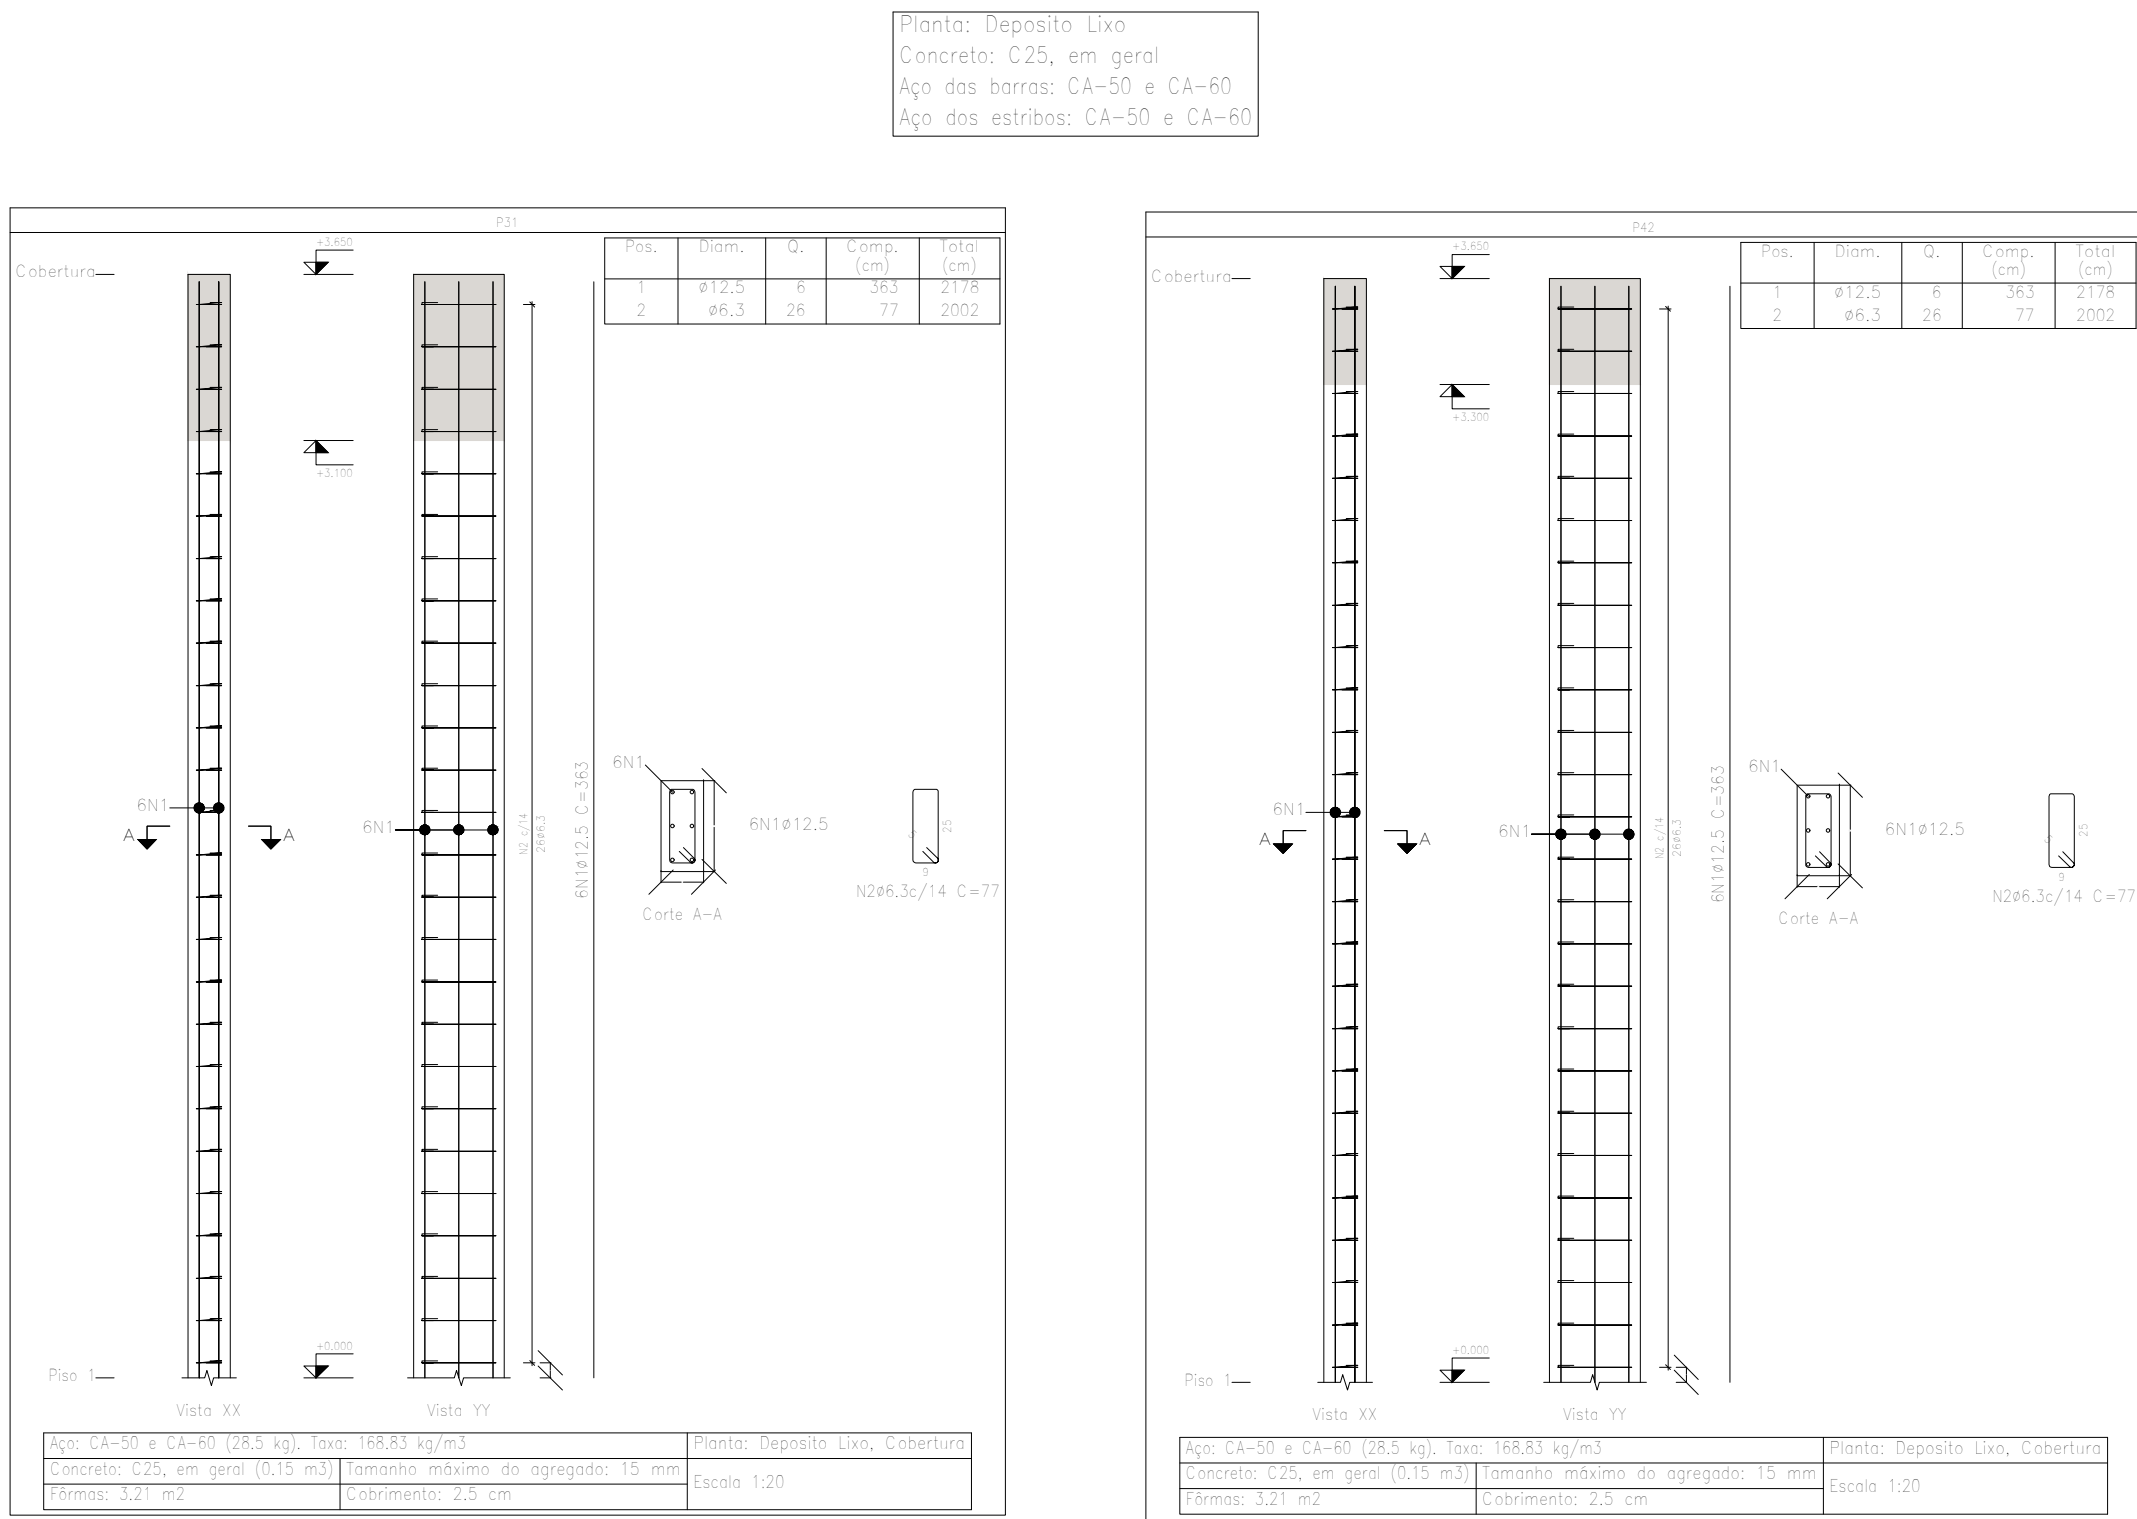 Planta: Deposito Lixo
Concreto: C25, em geral
Aço das barras: CA-50 e CA-60
Aço dos estribos: CA-50 e CA-60
P31
Cobertura
+3.650
Pos. Diam. Q. Comp. (cm) Total (cm)
1 ø12.5 6 363 2178
2 ø6.3 26 77 2002
+3.100
6N1
A A
6N1
N2 c/14
26ø6.3
6N1ø12.5 C=363
6N1
6N1ø12.5
Corte A-A
25
9
N2ø6.3c/14 C=77
+0.000
Piso 1
Vista XX
Vista YY
Aço: CA-50 e CA-60 (28.5 kg). Taxa: 168.83 kg/m3
Planta: Deposito Lixo, Cobertura
Concreto: C25, em geral (0.15 m3)
Tamanho máximo do agregado: 15 mm
Escala 1:20
Fôrmas: 3.21 m2
Cobrimento: 2.5 cm
P42
Cobertura
+3.650
Pos. Diam. Q. Comp. (cm) Total (cm)
1 ø12.5 6 363 2178
2 ø6.3 26 77 2002
+3.300
6N1
A A
6N1
N2 c/14
26ø6.3
6N1ø12.5 C=363
6N1
6N1ø12.5
Corte A-A
25
9
N2ø6.3c/14 C=77
+0.000
Piso 1
Vista XX
Vista YY
Aço: CA-50 e CA-60 (28.5 kg). Taxa: 168.83 kg/m3
Planta: Deposito Lixo, Cobertura
Concreto: C25, em geral (0.15 m3)
Tamanho máximo do agregado: 15 mm
Escala 1:20
Fôrmas: 3.21 m2
Cobrimento: 2.5 cm